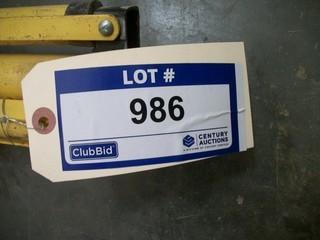 LOT #
986
ClubBid
CENTURY
AUCTIONS